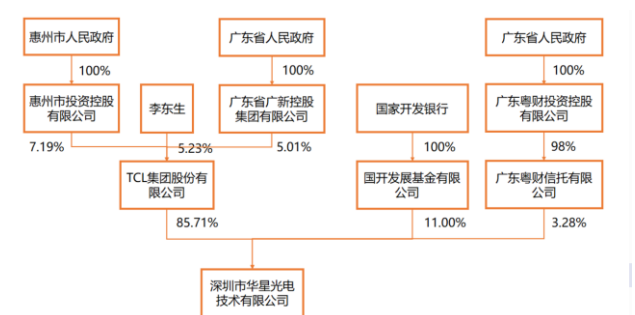 惠州市人民政府
广东省人民政府
广东省人民政府
100%
100%
100%
惠州市投资控股
有限公司
李东生
广东省广新控股
集团有限公司
国家开发银行
广东粤财投资控股
有限公司
7.19%
5.23%
5.01%
100%
98%
TCL集团股份有
限公司
国开发展基金有限
公司
广东粤财信托有限
公司
85.71%
11.00%
3.28%
深圳市华星光电
技术有限公司